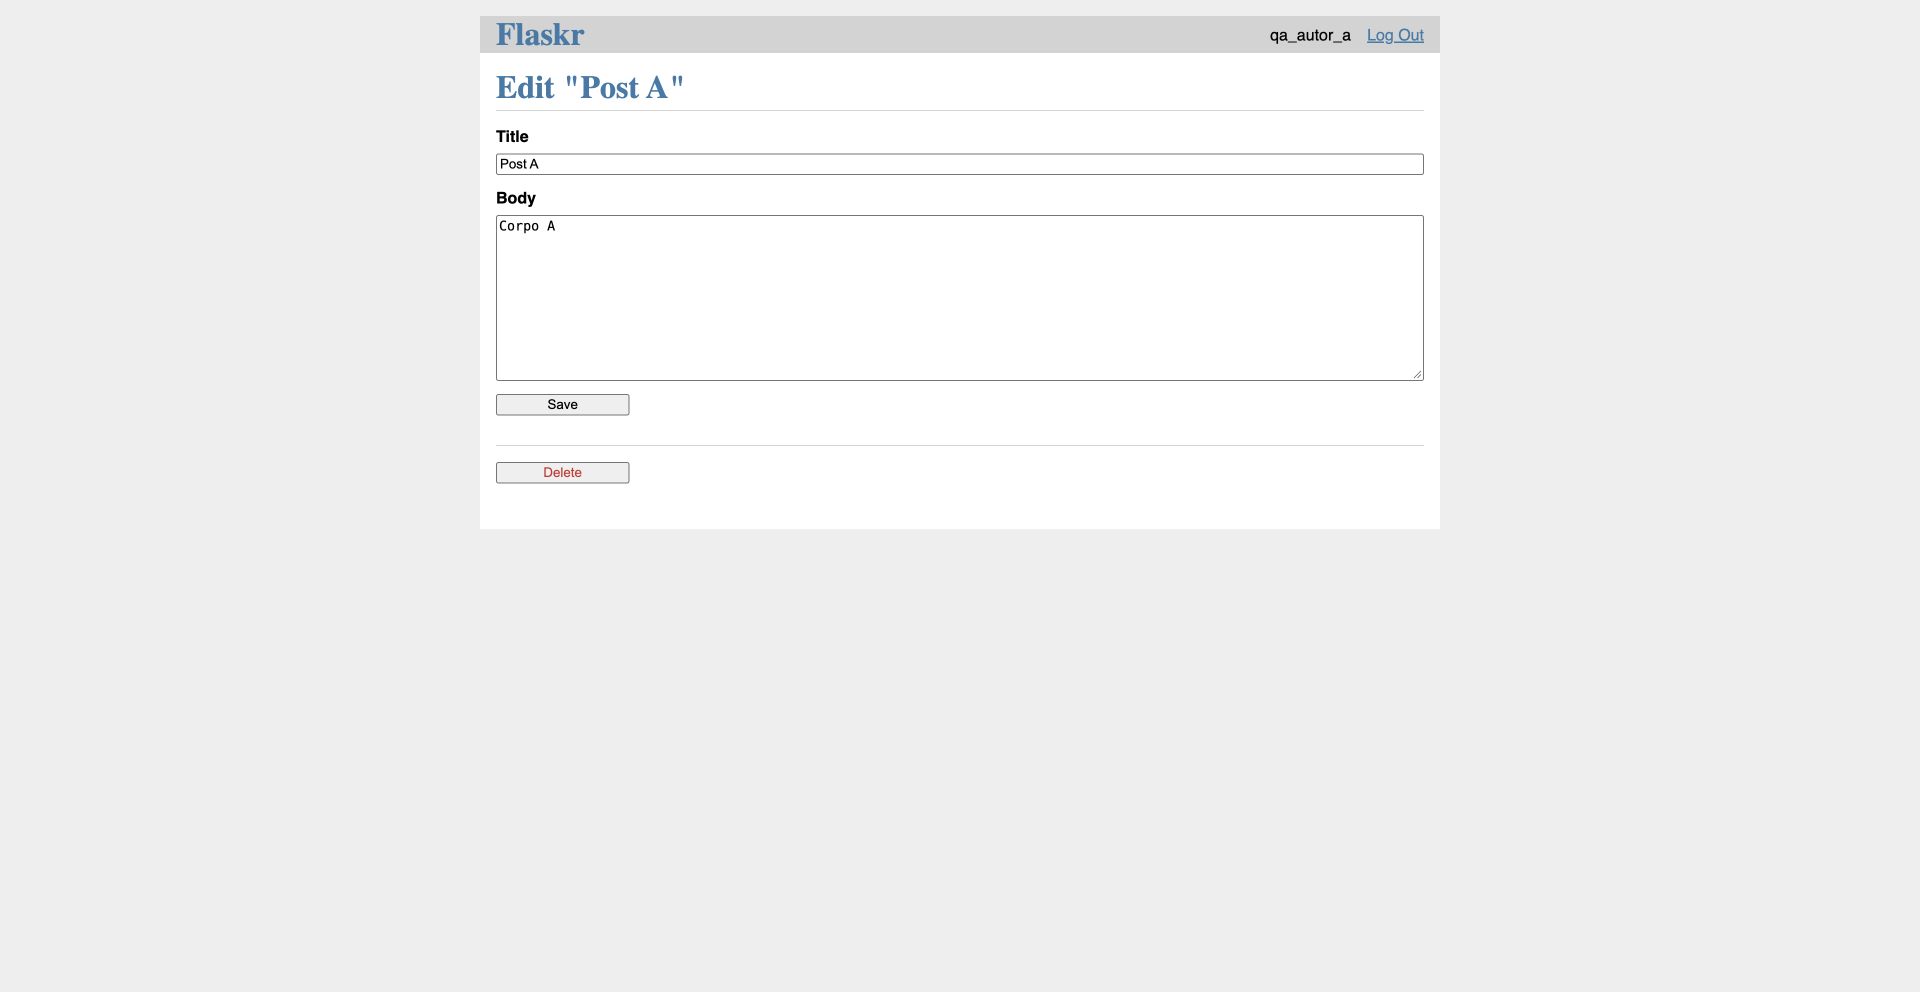 Flaskr
qa_autor_a Log Out
Edit "Post A"
Title
Post A
Body
Corpo A
Save
Delete